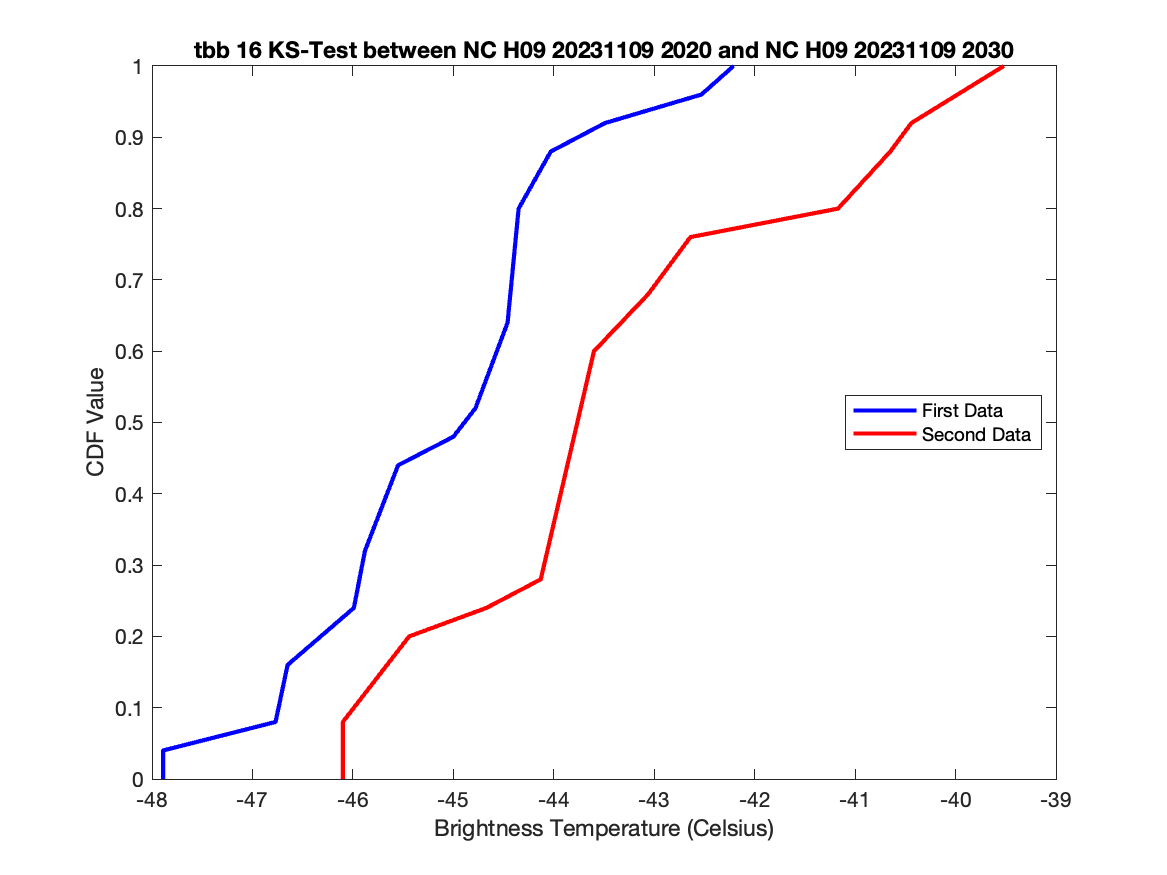 tbb 16 KS-Test between NC H09 20231109 2020 and NC H09 20231109 2030
1
0.9
0.8
0.7
0.6
0.5
0.4
0.3
0.2
0.1
0
CDF Value
First Data
Second Data
-48 -47 -46 -45 -44 -43 -42 -41 -40 -39
Brightness Temperature (Celsius)